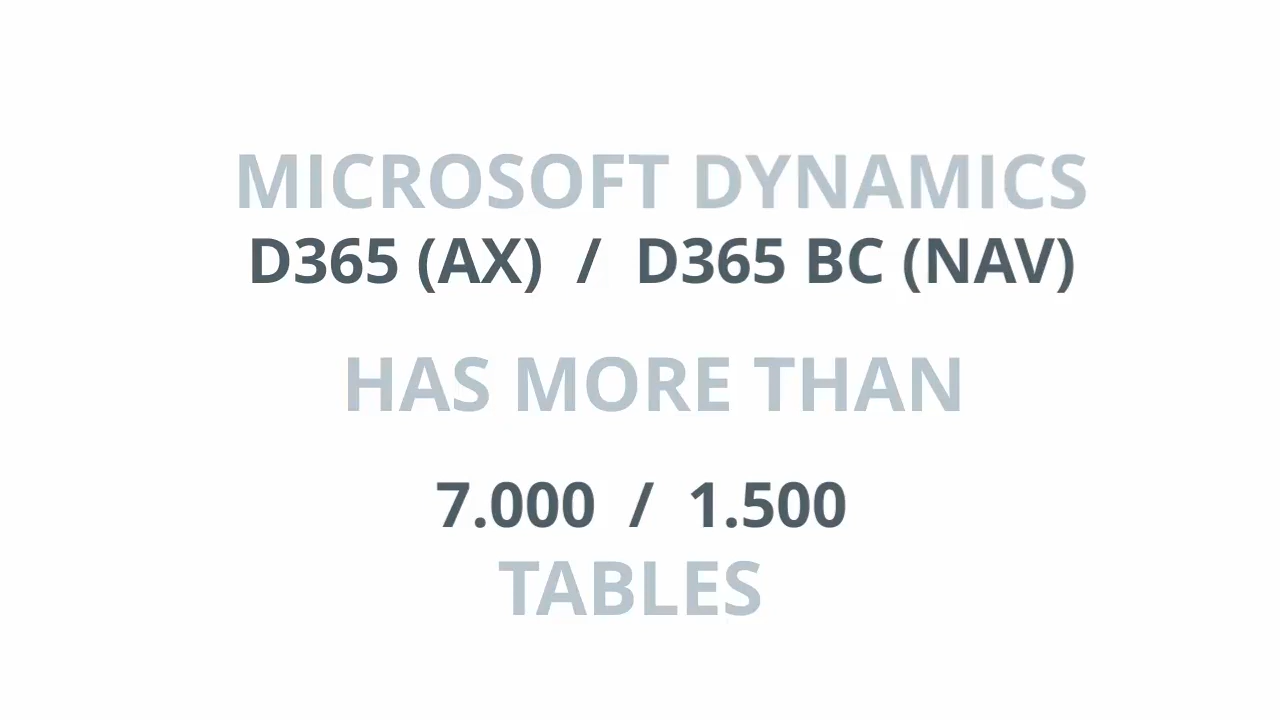 MICROSOFT DYNAMICS
D365 (AX) / D365 BC (NAV)
HAS MORE THAN
7.000 / 1.500
TABLES